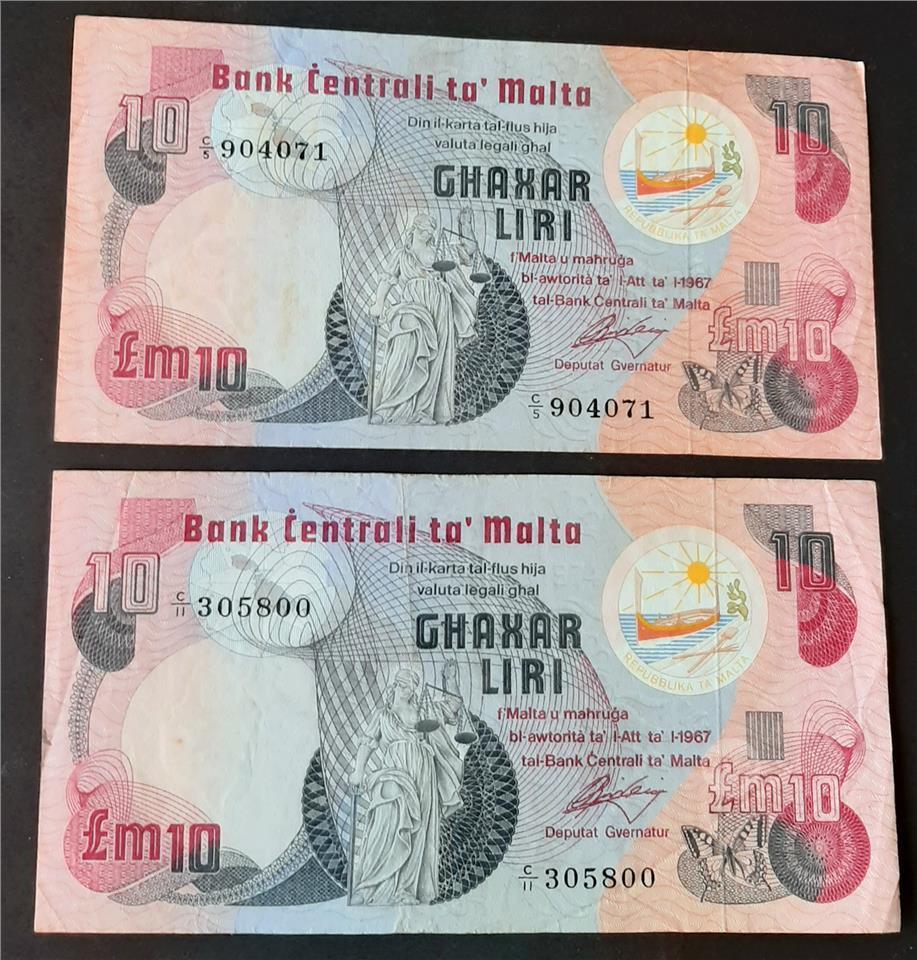 Bank Ċentrali ta' Malta
10
10
C/5 904071
Din il-karta tal-flus hija
valuta legali għal
GĦAXAR
LIRI
REPUBBLIKA TA' MALTA
f'Malta u maħruġa
bl-awtorità ta' l-Att ta' l-1967
tal-Bank Ċentrali ta' Malta
£m10
£m10
Deputat Gvernatur
C/5 904071
Bank Ċentrali ta' Malta
10
10
C/11 305800
Din il-karta tal-flus hija
valuta legali għal
GĦAXAR
LIRI
REPUBBLIKA TA' MALTA
f'Malta u maħruġa
bl-awtorità ta' l-Att ta' l-1967
tal-Bank Ċentrali ta' Malta
£m10
£m10
Deputat Gvernatur
C/11 305800